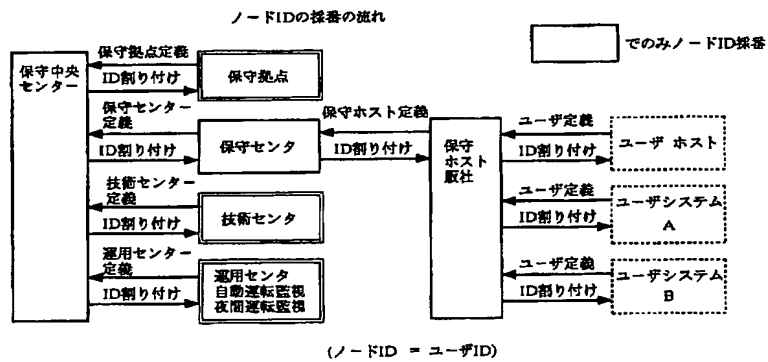 ノードIDの採番の流れ
でのみノードID採番
保守中央
センター
保守拠点定義
ID割り付け
保守拠点
保守センター
定義
ID割り付け
保守センタ
保守ホスト定義
ID割り付け
保守
ホスト
販社
技術センター
定義
ID割り付け
技術センタ
運用センター
定義
ID割り付け
運用センタ
自動運転監視
夜間運転監視
ユーザ定義
ID割り付け
ユーザ ホスト
ユーザ定義
ID割り付け
ユーザシステム
A
ユーザ定義
ID割り付け
ユーザシステム
B
(ノードID = ユーザID)